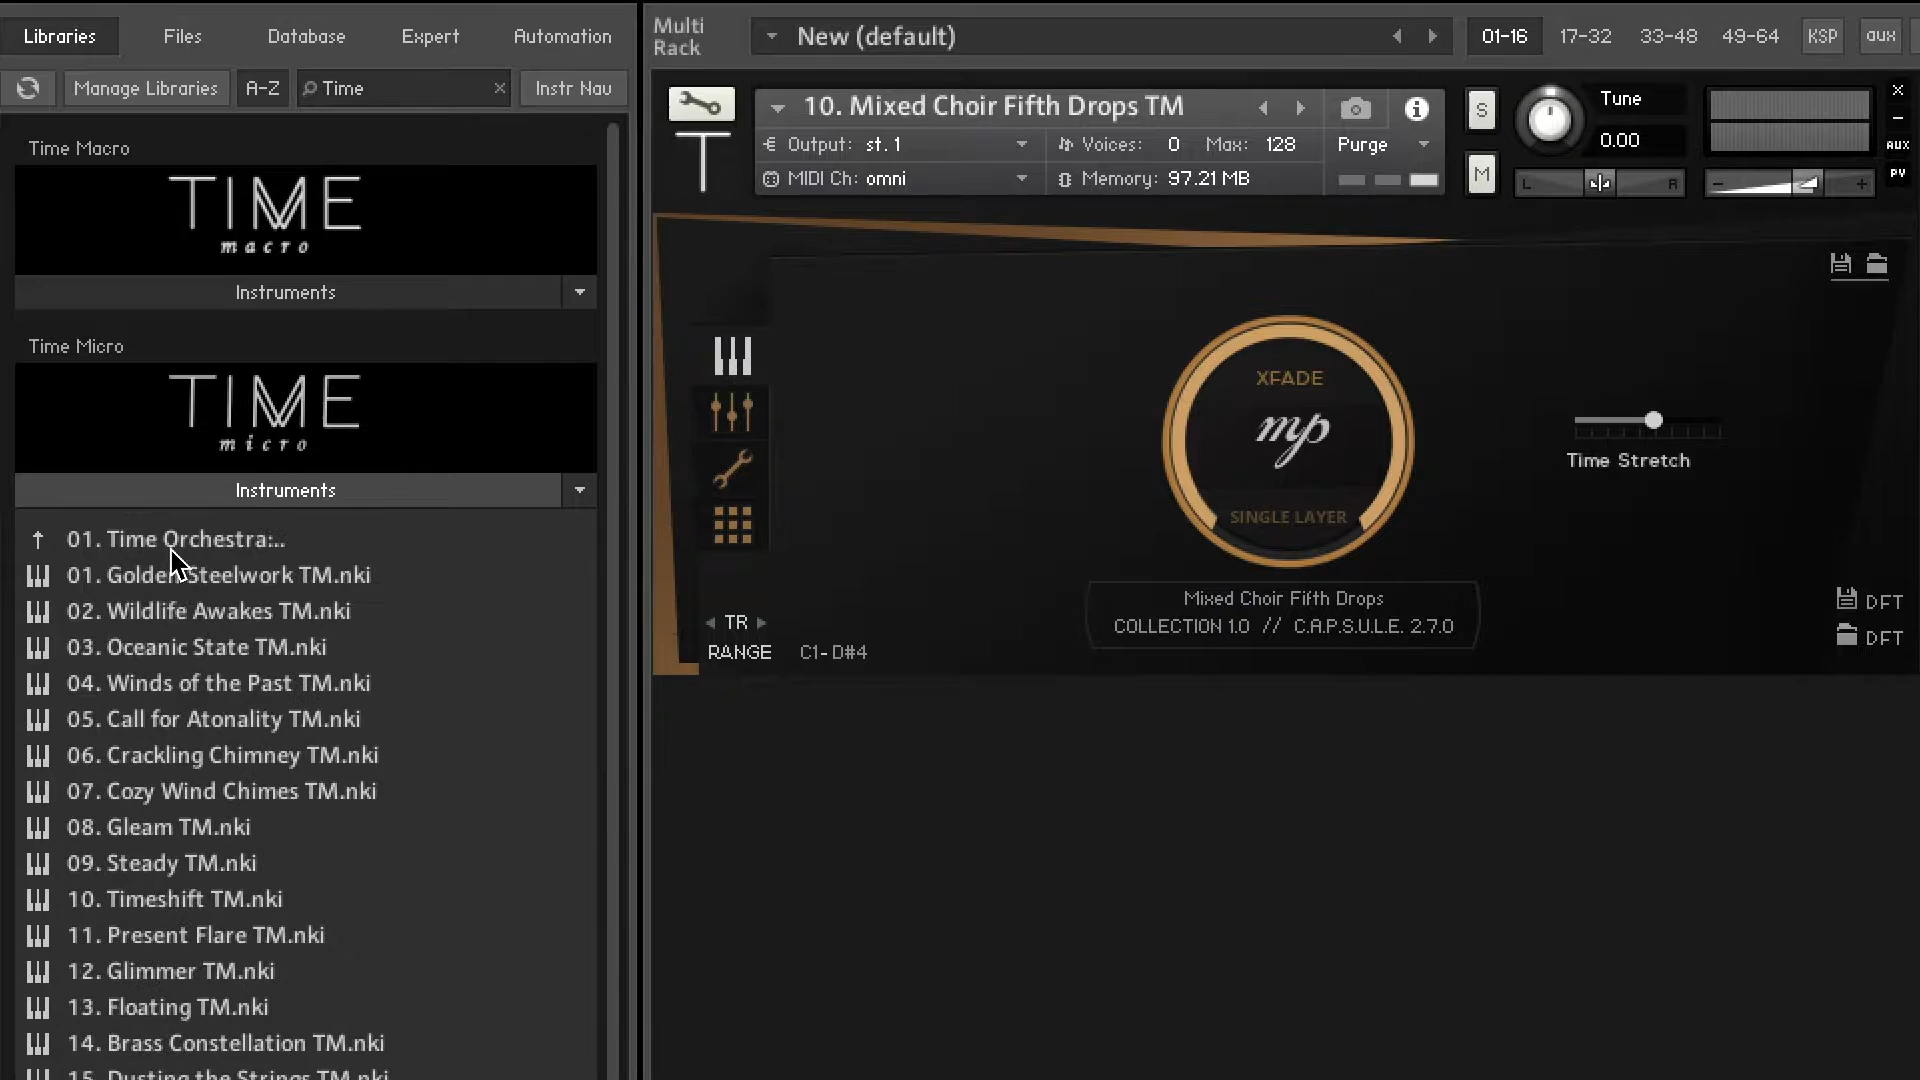 Libraries
Files
Database
Expert
Automation
Manage Libraries
A-Z
Time
Instr Nav
Time Macro
TIME
macro
Instruments
Time Micro
TIME
micro
Instruments
01. Time Orchestra:..
01. Golden Steelwork TM.nki
02. Wildlife Awakes TM.nki
03. Oceanic State TM.nki
04. Winds of the Past TM.nki
05. Call for Atonality TM.nki
06. Crackling Chimney TM.nki
07. Cozy Wind Chimes TM.nki
08. Gleam TM.nki
09. Steady TM.nki
10. Timeshift TM.nki
11. Present Flare TM.nki
12. Glimmer TM.nki
13. Floating TM.nki
14. Brass Constellation TM.nki
15. Dusting the Strings TM.nki
Multi
Rack
New (default)
01-16
17-32
33-48
49-64
KSP
aux
T
10. Mixed Choir Fifth Drops TM
Output: st. 1
Voices: 0 Max: 128
Purge
MIDI Ch: omni
Memory: 97.21 MB
S
M
Tune
0.00
L
R
AUX
PV
XFADE
mp
SINGLE LAYER
Time Stretch
Mixed Choir Fifth Drops
COLLECTION 1.0 // C.A.P.S.U.L.E. 2.7.0
TR
RANGE C1-D#4
DFT
DFT